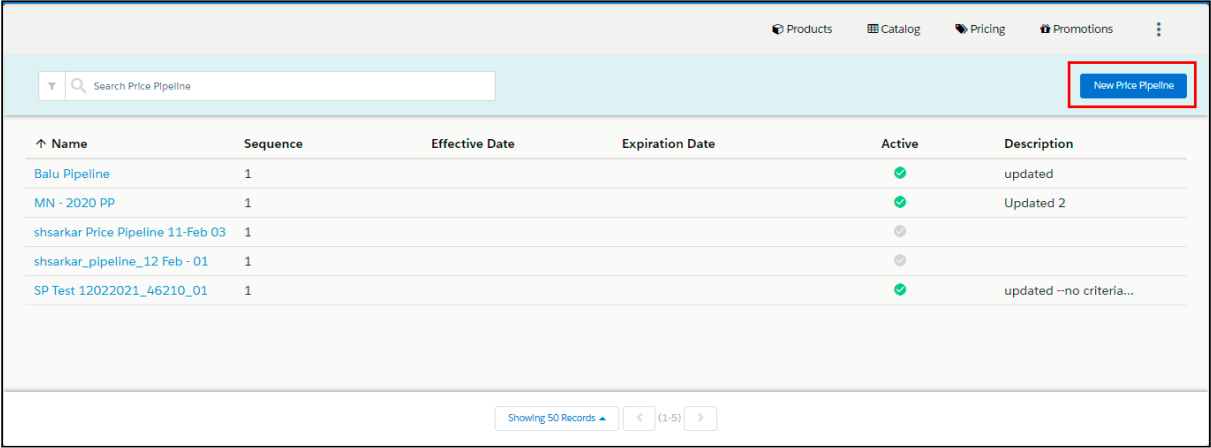 Products Catalog Pricing Promotions
Search Price Pipeline New Price Pipeline
Name Sequence Effective Date Expiration Date Active Description
Balu Pipeline 1 updated
MN - 2020 PP 1 Updated 2
shsarkar Price Pipeline 11-Feb 03 1
shsarkar_pipeline_12 Feb - 01 1
SP Test 12022021_46210_01 1 updated --no criteria...
Showing 50 Records (1-5)